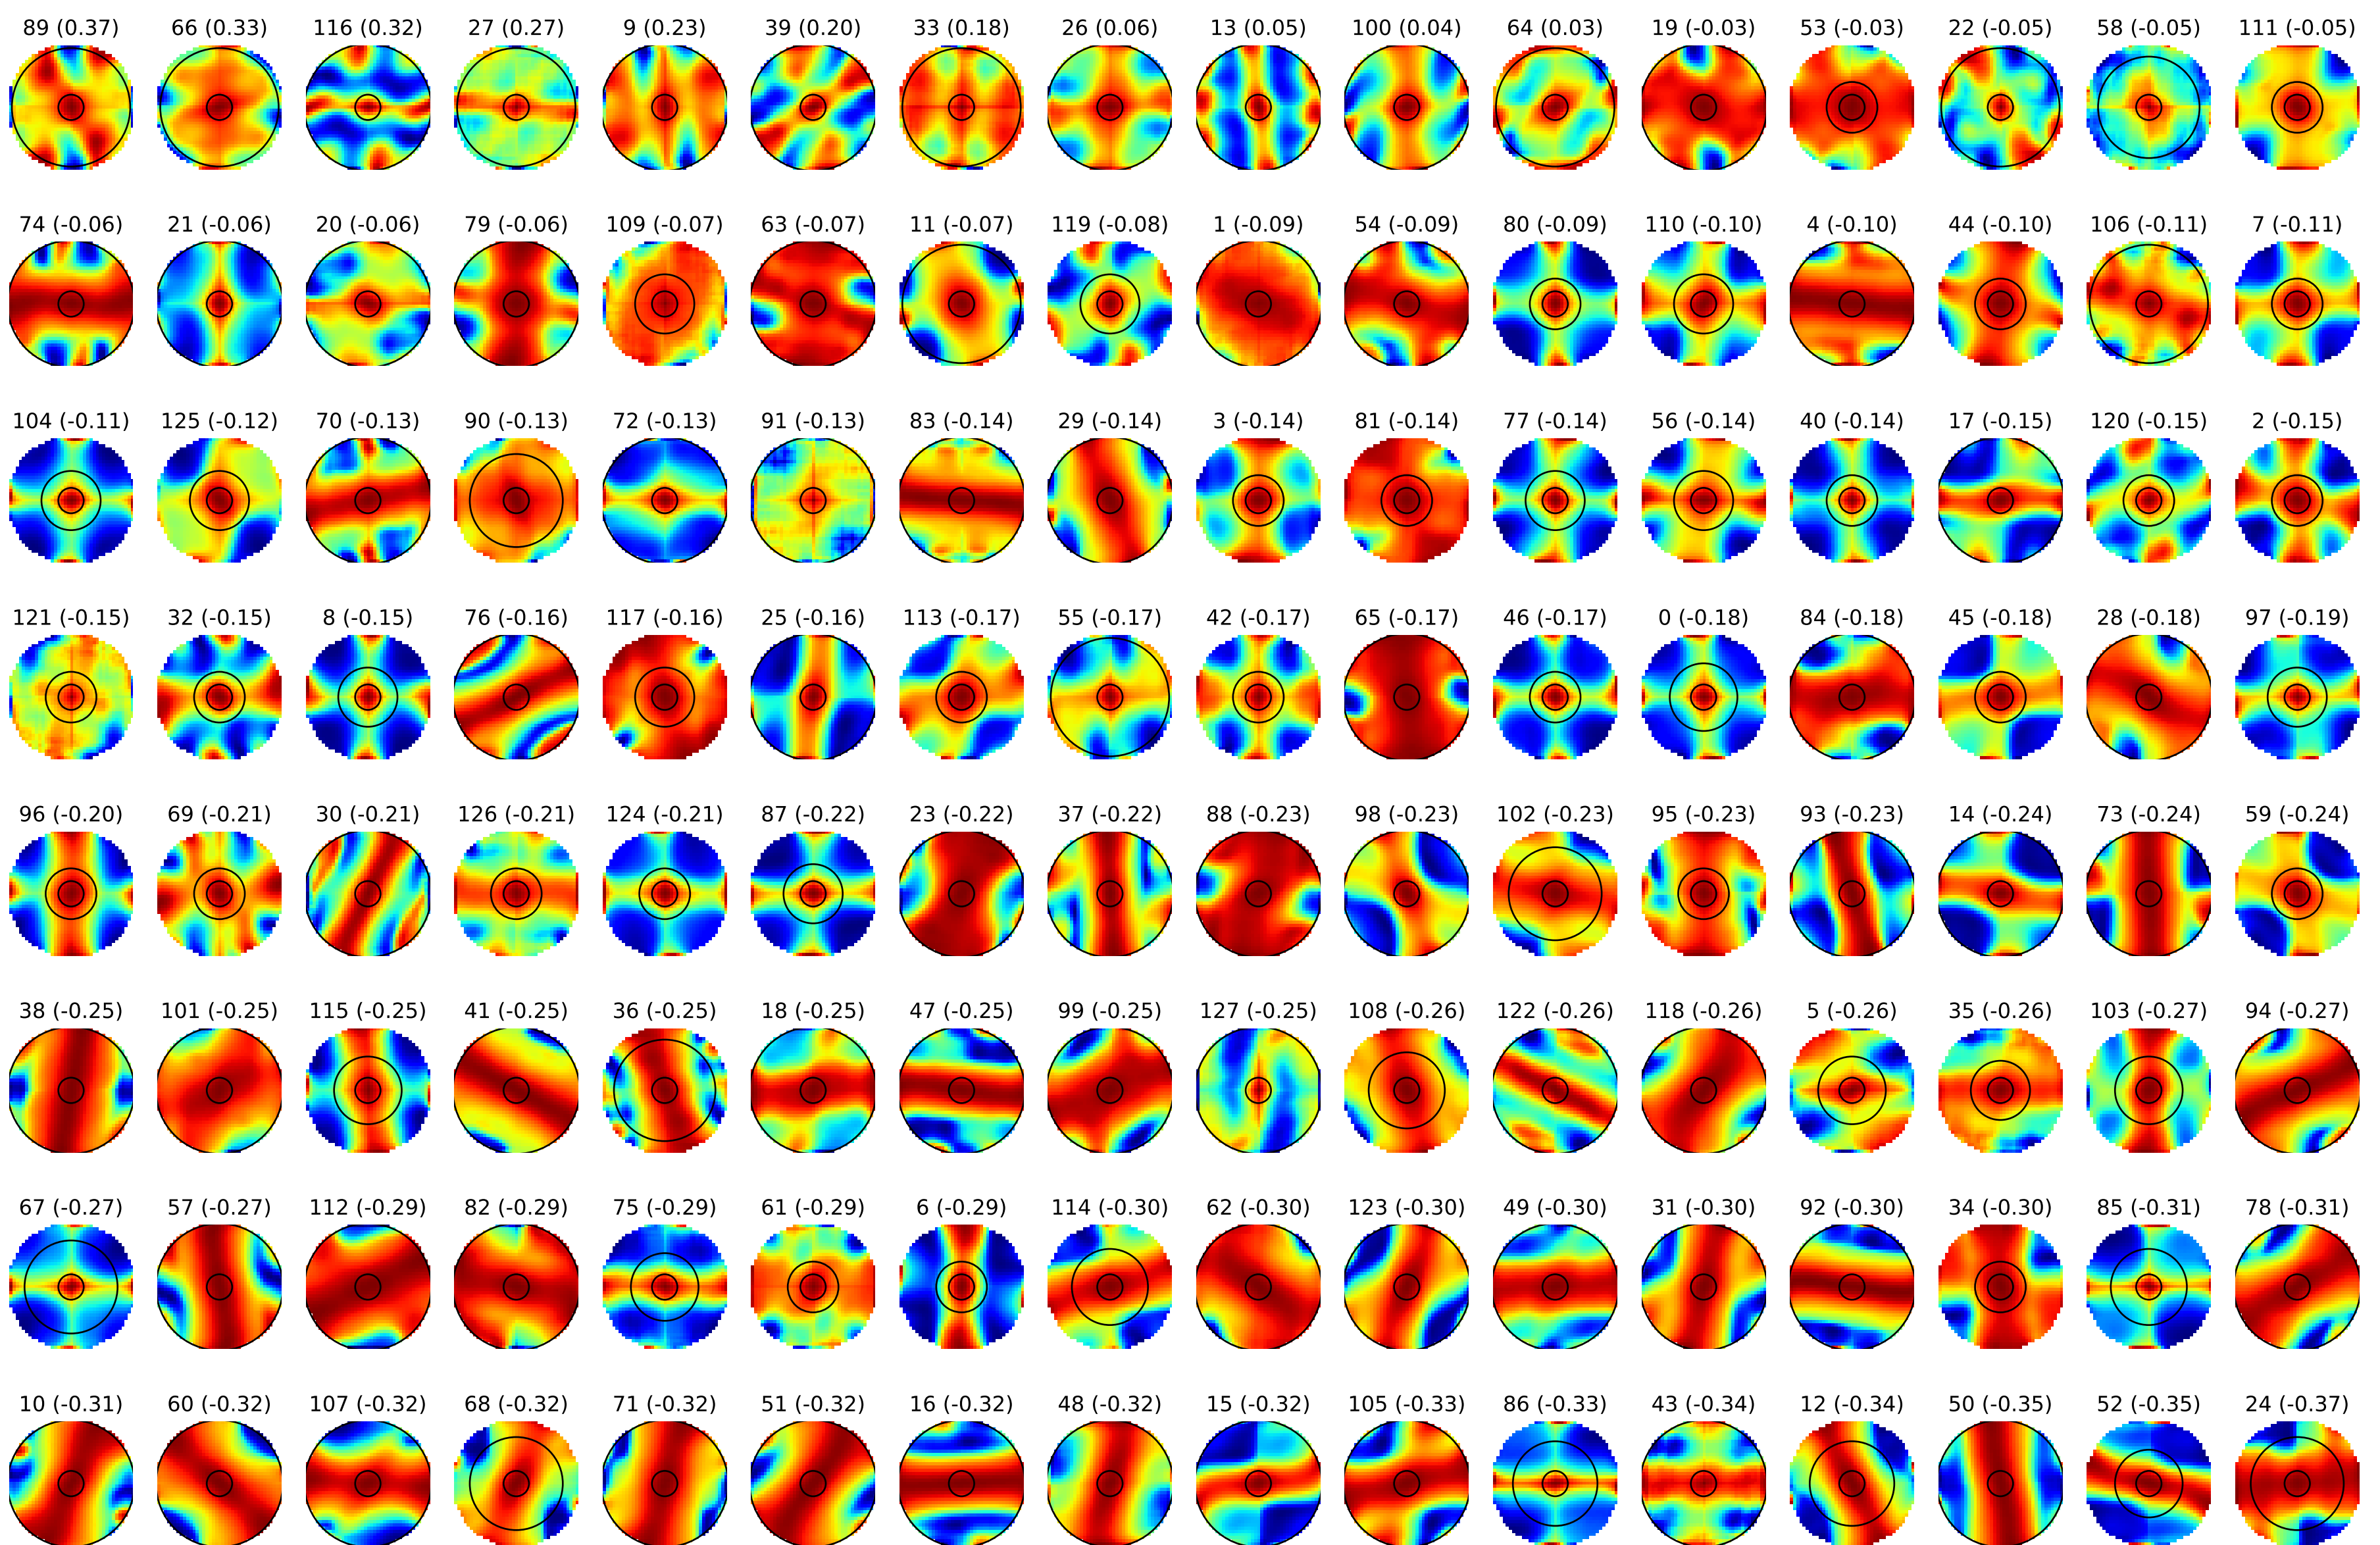 89 (0.37) 66 (0.33) 116 (0.32) 27 (0.27) 9 (0.23) 39 (0.20) 33 (0.18) 26 (0.06) 13 (0.05) 100 (0.04) 64 (0.03) 19 (-0.03) 53 (-0.03) 22 (-0.05) 58 (-0.05) 111 (-0.05)
74 (-0.06) 21 (-0.06) 20 (-0.06) 79 (-0.06) 109 (-0.07) 63 (-0.07) 11 (-0.07) 119 (-0.08) 1 (-0.09) 54 (-0.09) 80 (-0.09) 110 (-0.10) 4 (-0.10) 44 (-0.10) 106 (-0.11) 7 (-0.11)
104 (-0.11) 125 (-0.12) 70 (-0.13) 90 (-0.13) 72 (-0.13) 91 (-0.13) 83 (-0.14) 29 (-0.14) 3 (-0.14) 81 (-0.14) 77 (-0.14) 56 (-0.14) 40 (-0.14) 17 (-0.15) 120 (-0.15) 2 (-0.15)
121 (-0.15) 32 (-0.15) 8 (-0.15) 76 (-0.16) 117 (-0.16) 25 (-0.16) 113 (-0.17) 55 (-0.17) 42 (-0.17) 65 (-0.17) 46 (-0.17) 0 (-0.18) 84 (-0.18) 45 (-0.18) 28 (-0.18) 97 (-0.19)
96 (-0.20) 69 (-0.21) 30 (-0.21) 126 (-0.21) 124 (-0.21) 87 (-0.22) 23 (-0.22) 37 (-0.22) 88 (-0.23) 98 (-0.23) 102 (-0.23) 95 (-0.23) 93 (-0.23) 14 (-0.24) 73 (-0.24) 59 (-0.24)
38 (-0.25) 101 (-0.25) 115 (-0.25) 41 (-0.25) 36 (-0.25) 18 (-0.25) 47 (-0.25) 99 (-0.25) 127 (-0.25) 108 (-0.26) 122 (-0.26) 118 (-0.26) 5 (-0.26) 35 (-0.26) 103 (-0.27) 94 (-0.27)
67 (-0.27) 57 (-0.27) 112 (-0.29) 82 (-0.29) 75 (-0.29) 61 (-0.29) 6 (-0.29) 114 (-0.30) 62 (-0.30) 123 (-0.30) 49 (-0.30) 31 (-0.30) 92 (-0.30) 34 (-0.30) 85 (-0.31) 78 (-0.31)
10 (-0.31) 60 (-0.32) 107 (-0.32) 68 (-0.32) 71 (-0.32) 51 (-0.32) 16 (-0.32) 48 (-0.32) 15 (-0.32) 105 (-0.33) 86 (-0.33) 43 (-0.34) 12 (-0.34) 50 (-0.35) 52 (-0.35) 24 (-0.37)